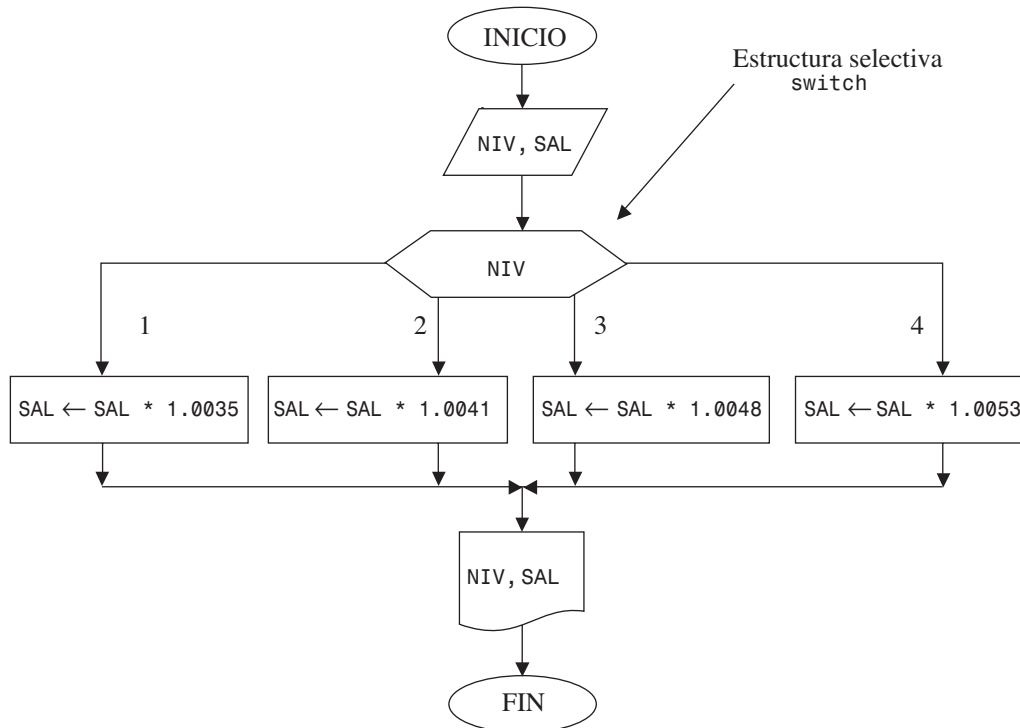 INICIO
Estructura selectiva
switch
NIV, SAL
NIV
1
2
3
4
SAL ← SAL * 1.0035
SAL ← SAL * 1.0041
SAL ← SAL * 1.0048
SAL ← SAL * 1.0053
NIV, SAL
FIN